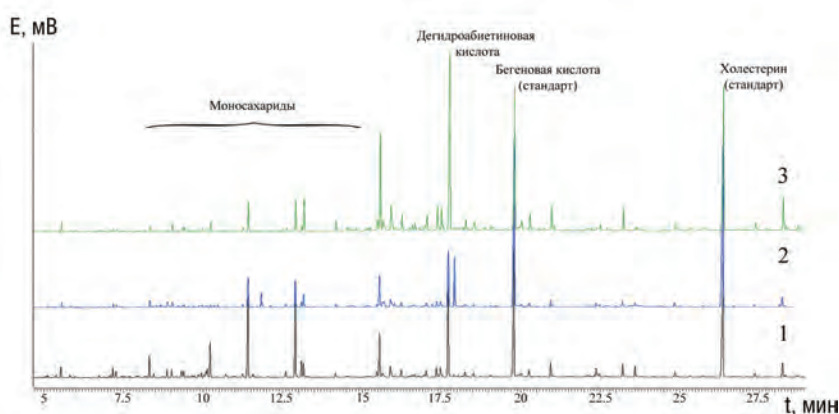 E, мВ
Дегидроабиетиновая
кислота
Бегеновая кислота
(стандарт)
Холестерин
(стандарт)
Моносахариды
3
2
1
5 7.5 10 12.5 15 17.5 20 22.5 25 27.5
t, мин